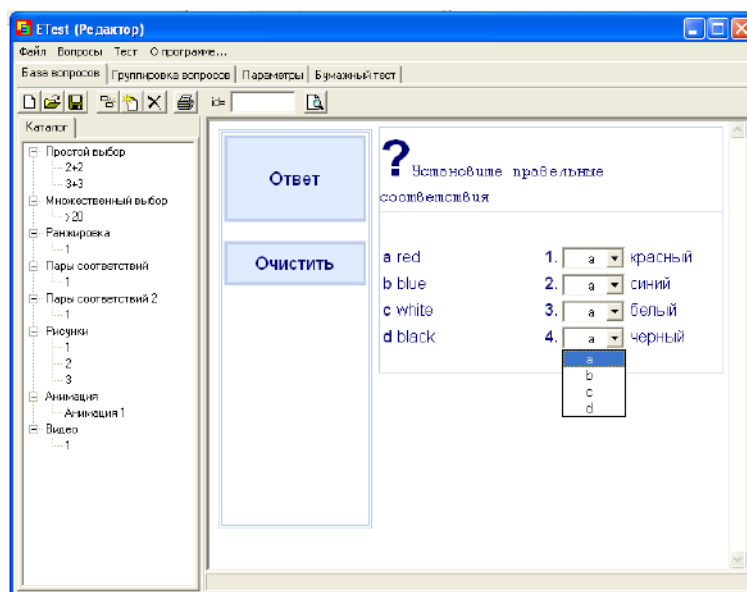 ETest (Редактор)
Файл Вопросы Тест О программе...
База вопросов Группировка вопросов Параметры Бумажный тест
id=
Каталог
Простой выбор
2+2
3+3
Множественный выбор
>20
Ранжировка
1
Пары соответствий
1
Пары соответствий 2
1
Рисунки
1
2
3
Анимация
Анимация 1
Видео
1
Ответ
Очистить
? Установите правельные
соответствия
a red 1. a красный
b blue 2. a синий
c white 3. a белый
d black 4. a черный
a
b
c
d